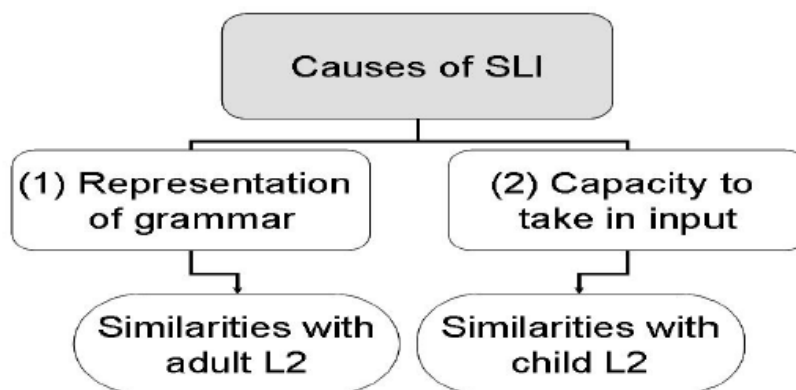 Causes of SLI
(1) Representation
of grammar
(2) Capacity to
take in input
Similarities with
adult L2
Similarities with
child L2